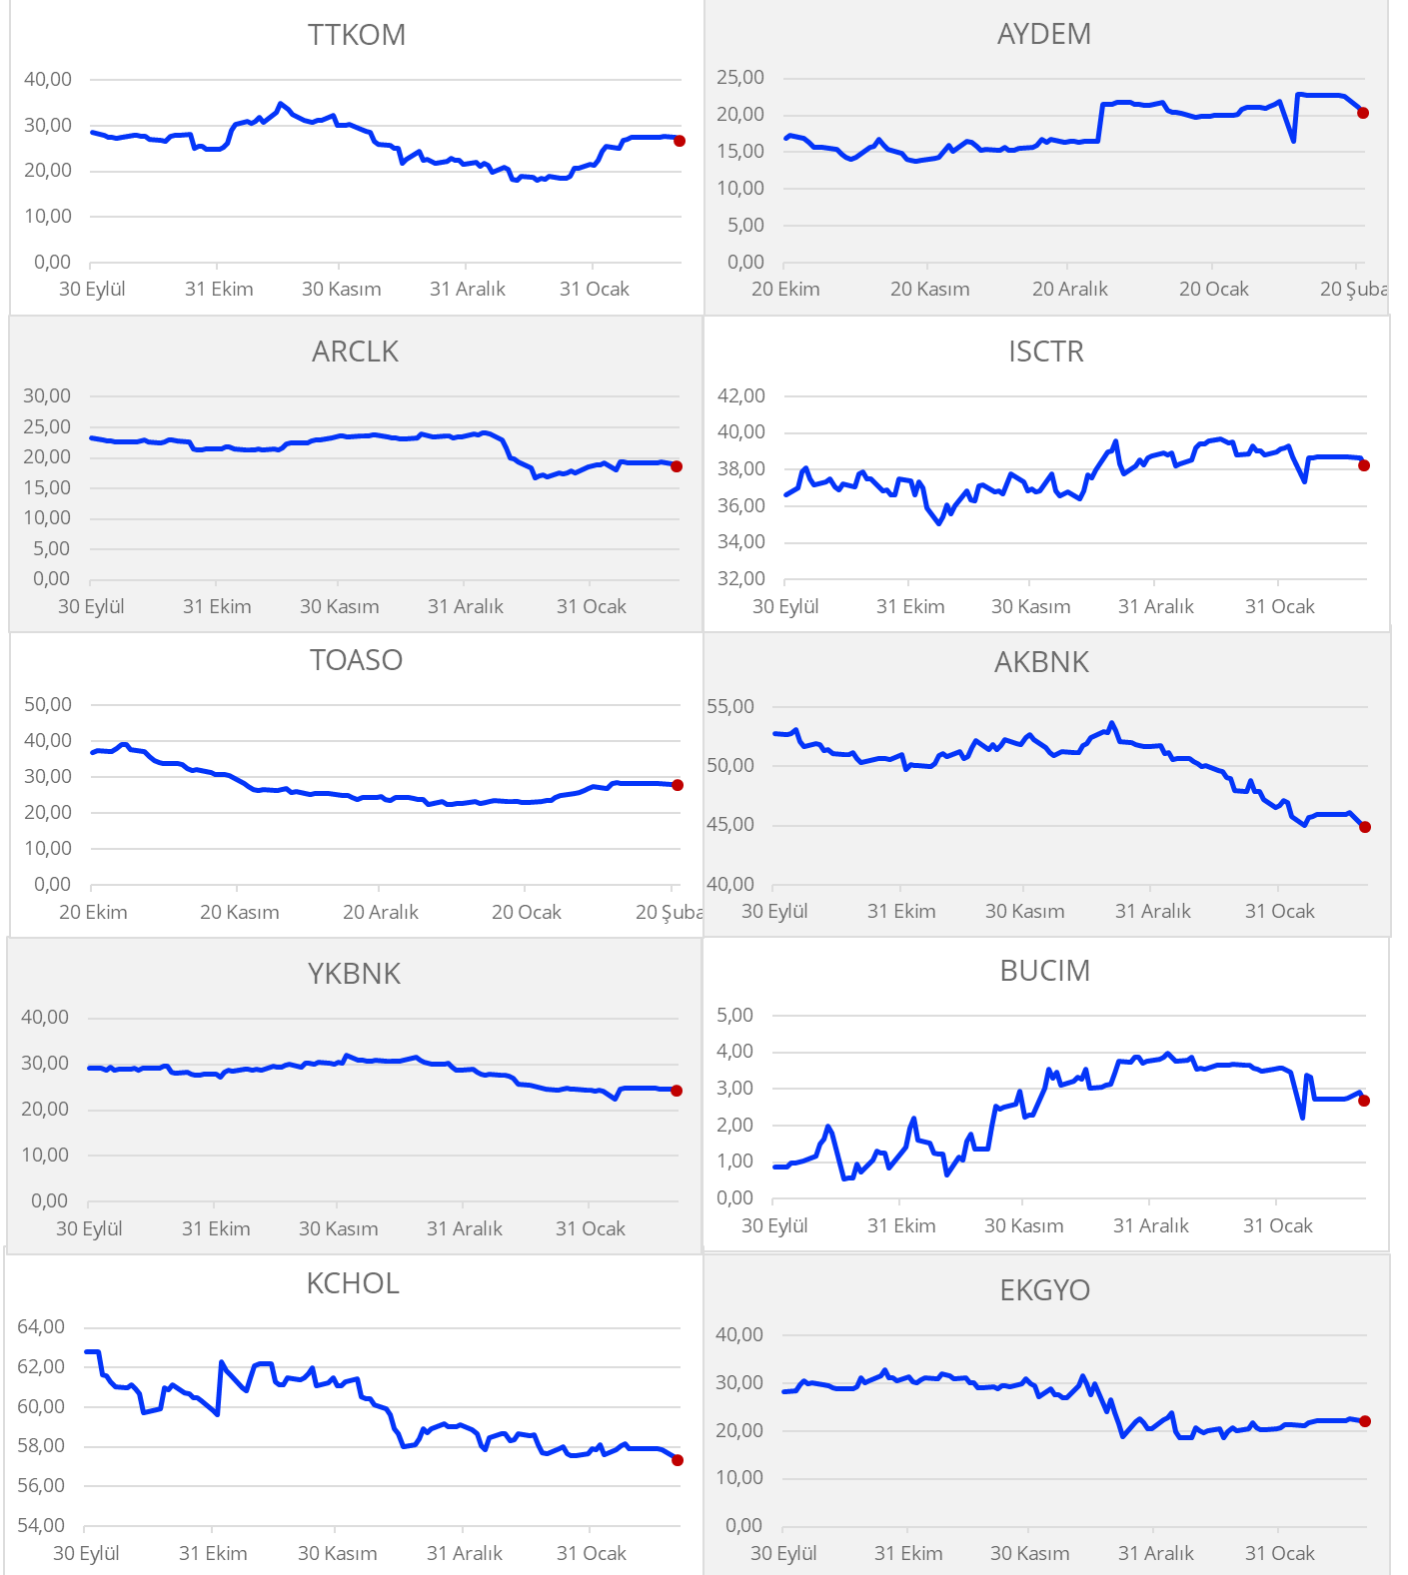 TTKOM
40,00
30,00
20,00
10,00
0,00
30 Eylül 31 Ekim 30 Kasım 31 Aralık 31 Ocak
AYDEM
25,00
20,00
15,00
10,00
5,00
0,00
20 Ekim 20 Kasım 20 Aralık 20 Ocak 20 Şuba
ARCLK
30,00
25,00
20,00
15,00
10,00
5,00
0,00
30 Eylül 31 Ekim 30 Kasım 31 Aralık 31 Ocak
ISCTR
42,00
40,00
38,00
36,00
34,00
32,00
30 Eylül 31 Ekim 30 Kasım 31 Aralık 31 Ocak
TOASO
50,00
40,00
30,00
20,00
10,00
0,00
20 Ekim 20 Kasım 20 Aralık 20 Ocak 20 Şuba
AKBNK
55,00
50,00
45,00
40,00
30 Eylül 31 Ekim 30 Kasım 31 Aralık 31 Ocak
YKBNK
40,00
30,00
20,00
10,00
0,00
30 Eylül 31 Ekim 30 Kasım 31 Aralık 31 Ocak
BUCIM
5,00
4,00
3,00
2,00
1,00
0,00
30 Eylül 31 Ekim 30 Kasım 31 Aralık 31 Ocak
KCHOL
64,00
62,00
60,00
58,00
56,00
54,00
30 Eylül 31 Ekim 30 Kasım 31 Aralık 31 Ocak
EKGYO
40,00
30,00
20,00
10,00
0,00
30 Eylül 31 Ekim 30 Kasım 31 Aralık 31 Ocak